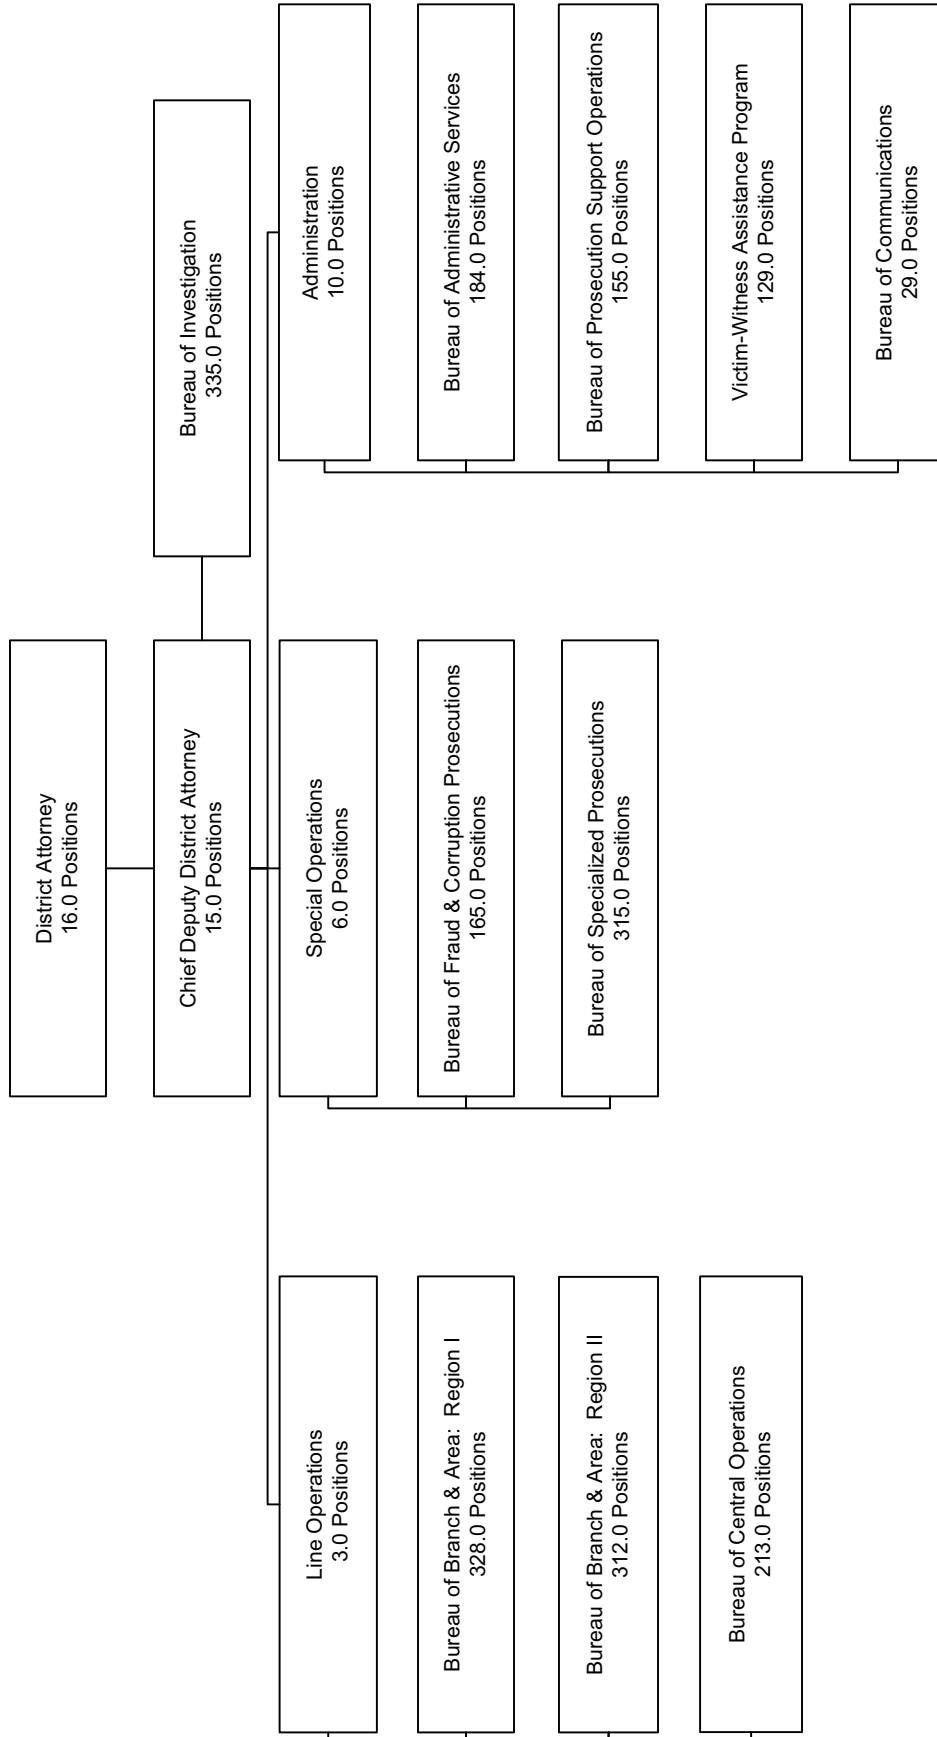 District Attorney
16.0 Positions
Chief Deputy District Attorney
15.0 Positions
Bureau of Investigation
335.0 Positions
Line Operations
3.0 Positions
Bureau of Branch & Area:  Region I
328.0 Positions
Bureau of Branch & Area:  Region II
312.0 Positions
Bureau of Central Operations
213.0 Positions
Special Operations
6.0 Positions
Bureau of Fraud & Corruption Prosecutions
165.0 Positions
Bureau of Specialized Prosecutions
315.0 Positions
Administration
10.0 Positions
Bureau of Administrative Services
184.0 Positions
Bureau of Prosecution Support Operations
155.0 Positions
Victim-Witness Assistance Program
129.0 Positions
Bureau of Communications
29.0 Positions